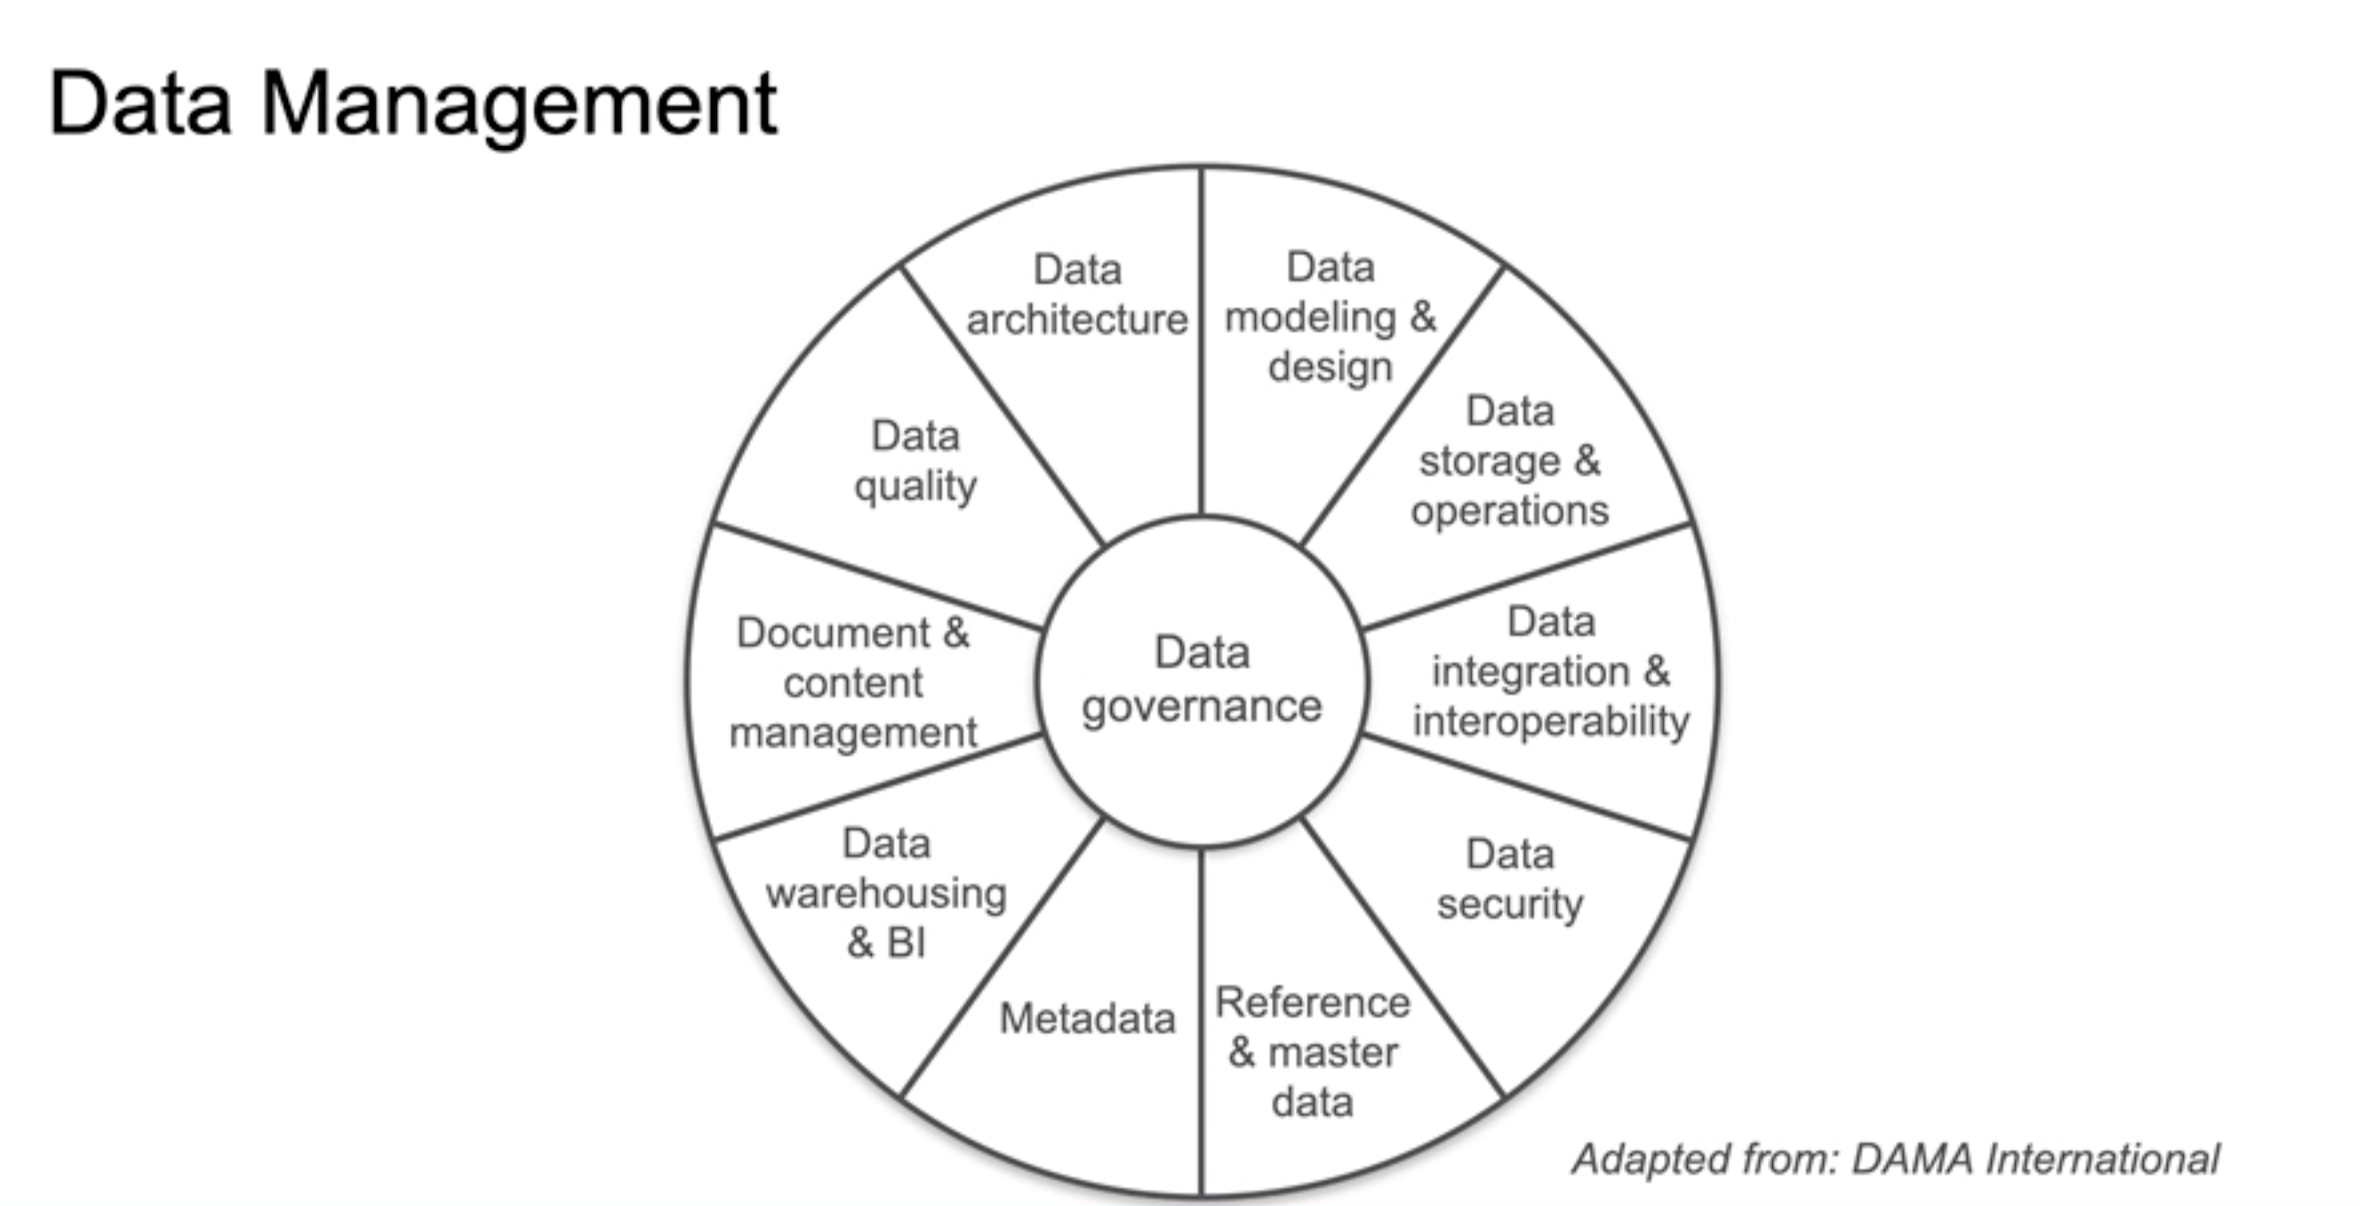 Data Management
Data
architecture
Data
modeling &
design
Data
storage &
operations
Data
integration &
interoperability
Data
security
Reference
& master
data
Metadata
Data
warehousing
& BI
Document &
content
management
Data
quality
Data
governance
Adapted from: DAMA International